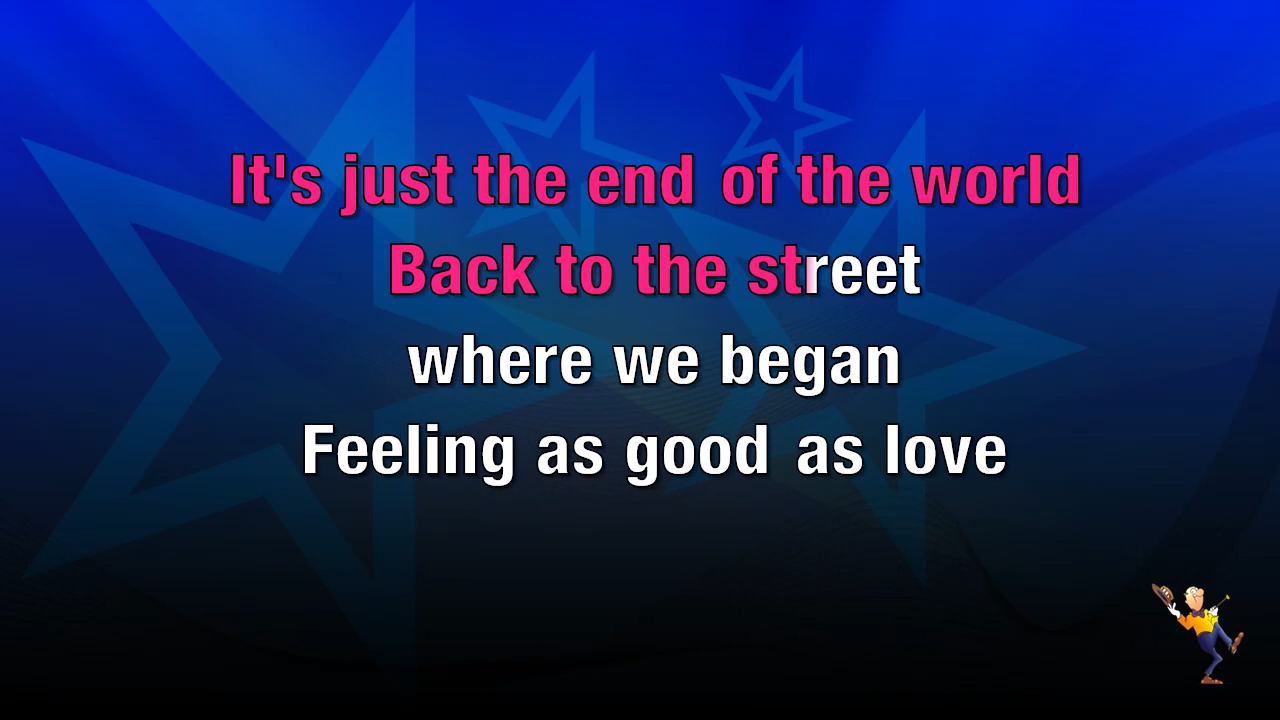 It's just the end of the world
Back to the street
where we began
Feeling as good as love